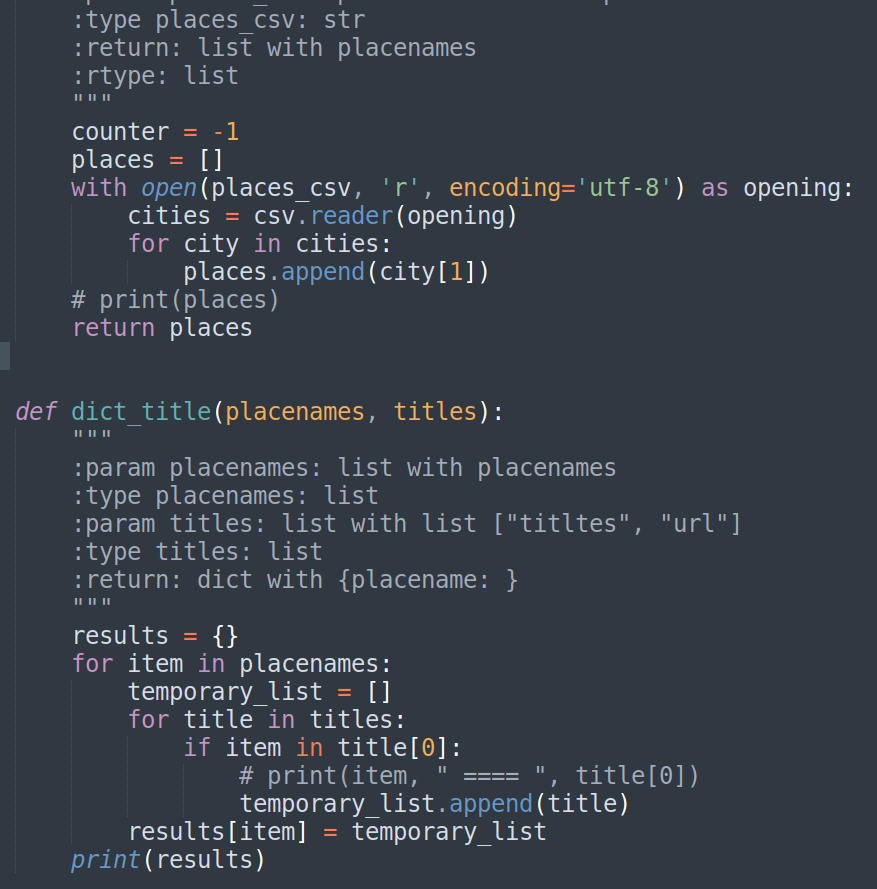 :type places_csv: str
:return: list with placenames
:rtype: list
"""
counter = -1
places = []
with open(places_csv, 'r', encoding='utf-8') as opening:
cities = csv.reader(opening)
for city in cities:
places.append(city[1])
# print(places)
return places
def dict_title(placenames, titles):
"""
:param placenames: list with placenames
:type placenames: list
:param titles: list with list ["titltes", "url"]
:type titles: list
:return: dict with {placename: }
"""
results = {}
for item in placenames:
temporary_list = []
for title in titles:
if item in title[0]:
# print(item, " ==== ", title[0])
temporary_list.append(title)
results[item] = temporary_list
print(results)